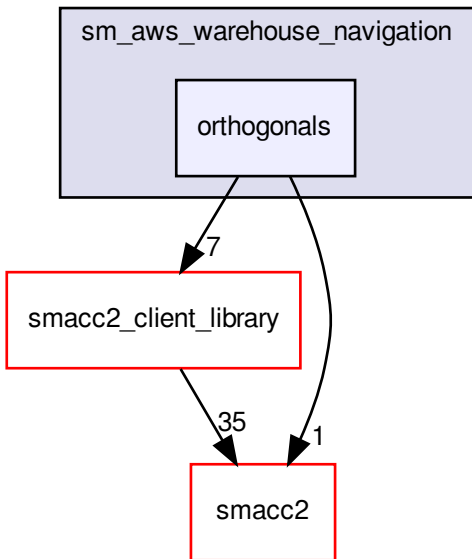 sm_aws_warehouse_navigation
orthogonals
7
smacc2_client_library
35
1
smacc2